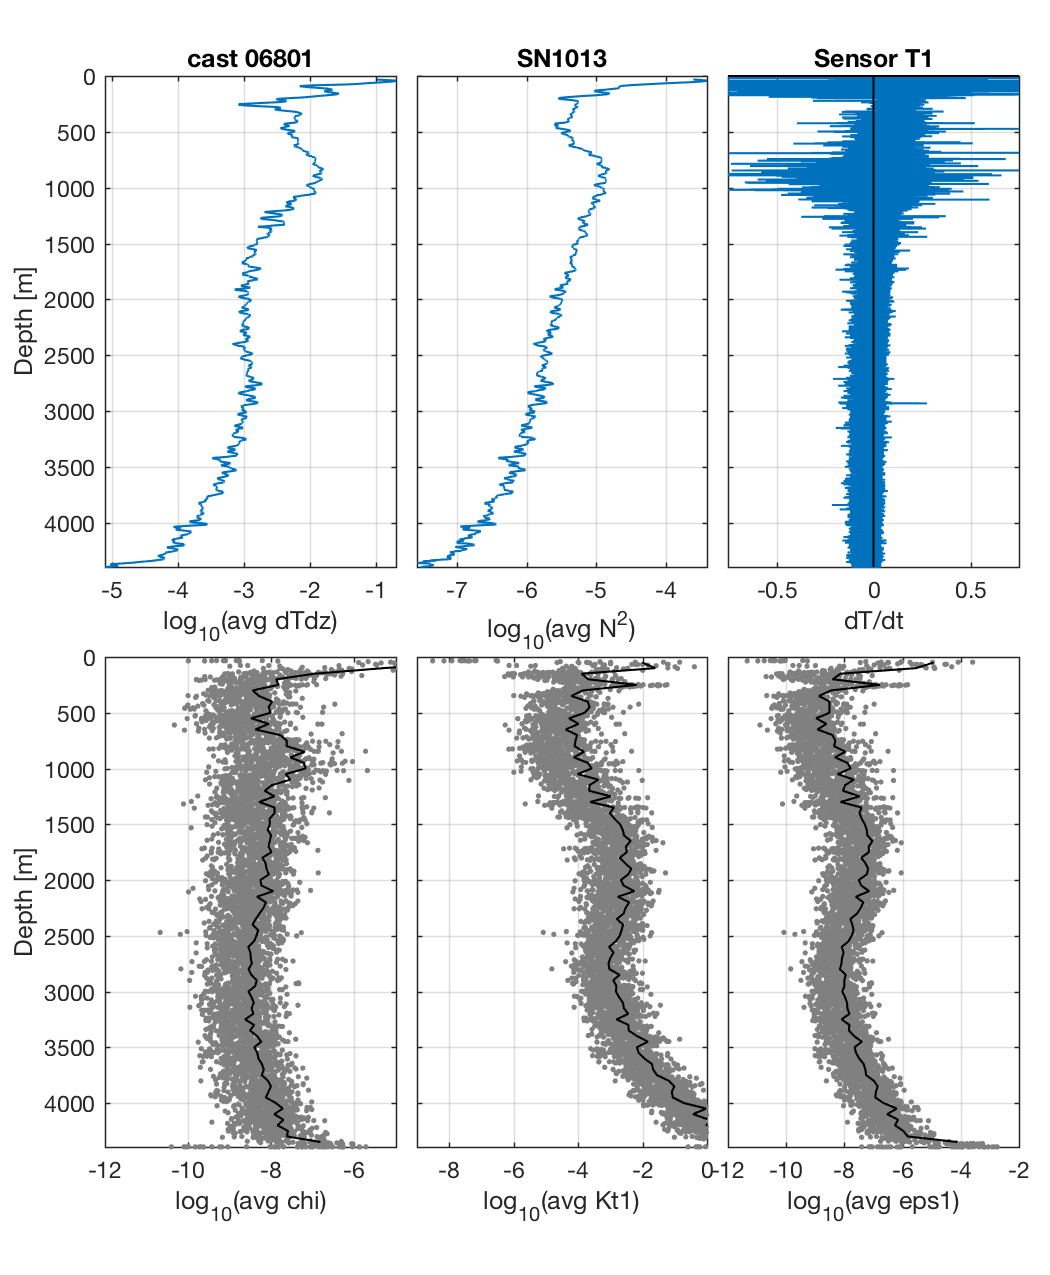 cast 06801 SN1013 Sensor T1
0
500
1000
1500
2000
2500
3000
3500
4000
Depth [m]
-5 -4 -3 -2 -1 -7 -6 -5 -4 -0.5 0 0.5
log10(avg dTdz) log10(avg N2) dT/dt
0
500
1000
1500
2000
2500
3000
3500
4000
Depth [m]
-12 -10 -8 -6 -8 -6 -4 -2 0 -12 -10 -8 -6 -4 -2
log10(avg chi) log10(avg Kt1) log10(avg eps1)